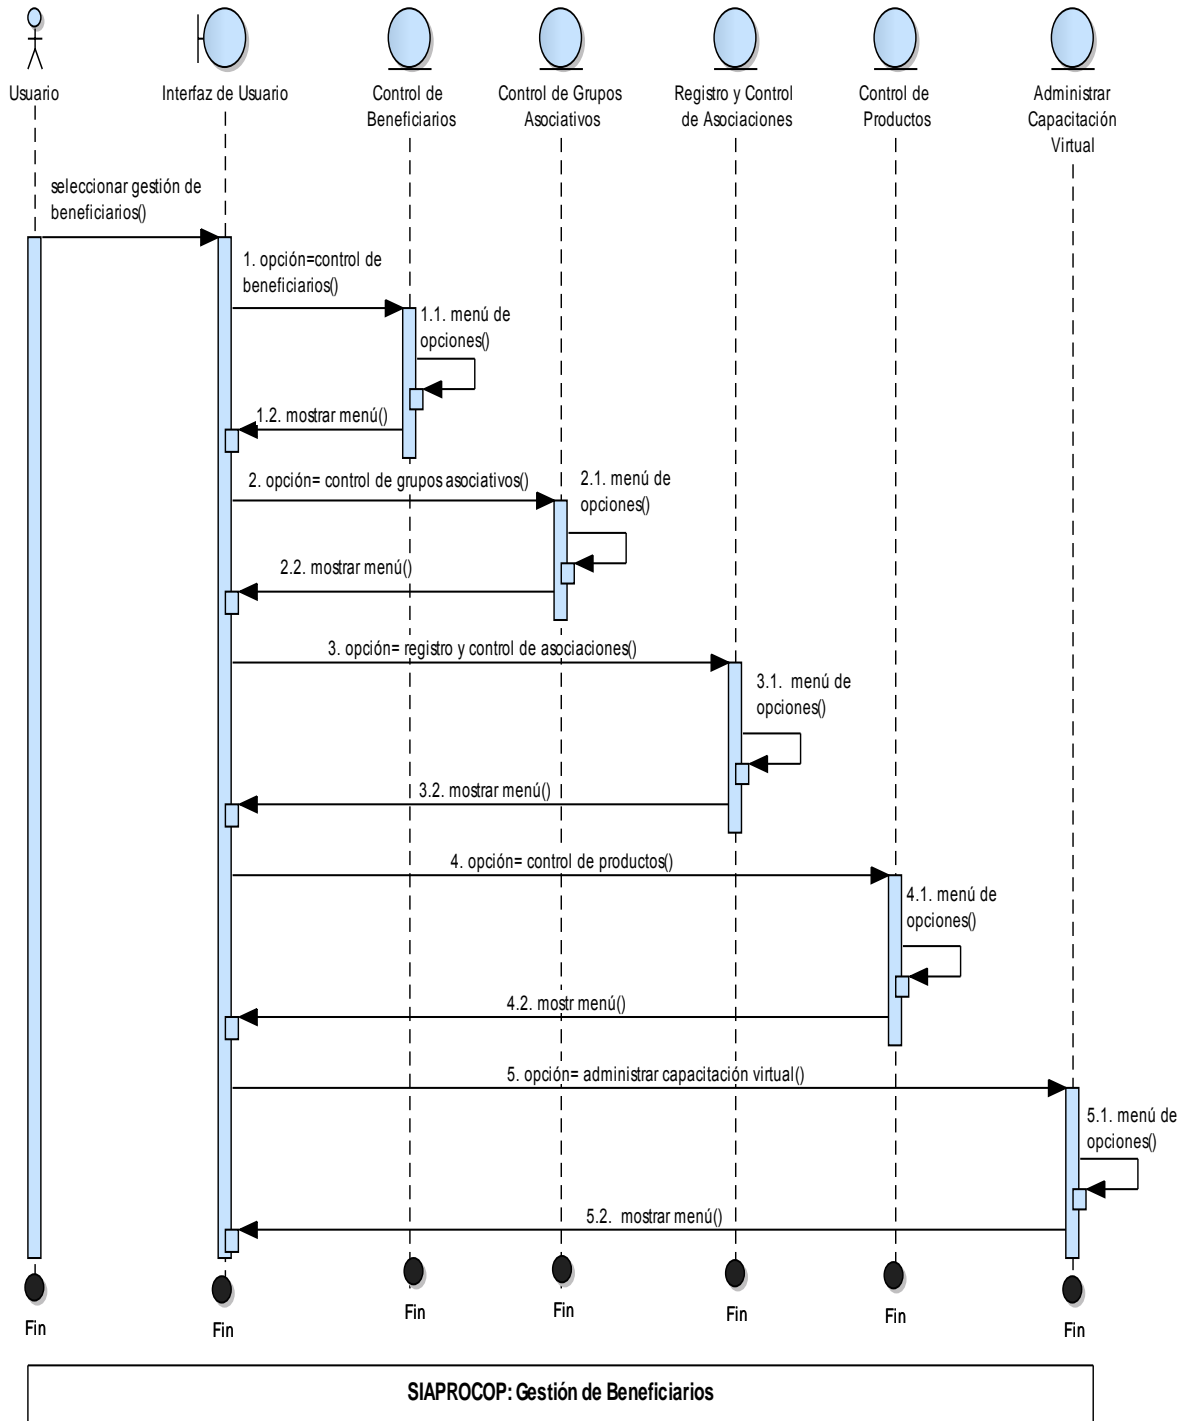 Usuario
Interfaz de Usuario
Control de
Beneficiarios
Control de Grupos
Asociativos
Registro y Control
de Asociaciones
Control de
Productos
Administrar
Capacitación
Virtual
seleccionar gestión de
beneficiarios()
1. opción=control de
beneficiarios()
1.1. menú de
opciones()
1.2. mostrar menú()
2. opción= control de grupos asociativos()
2.1. menú de
opciones()
2.2. mostrar menú()
3. opción= registro y control de asociaciones()
3.1. menú de
opciones()
3.2. mostrar menú()
4. opción= control de productos()
4.1. menú de
opciones()
4.2. mostr menú()
5. opción= administrar capacitación virtual()
5.1. menú de
opciones()
5.2. mostrar menú()
Fin
Fin
Fin
Fin
Fin
Fin
Fin
SIAPROCOP: Gestión de Beneficiarios